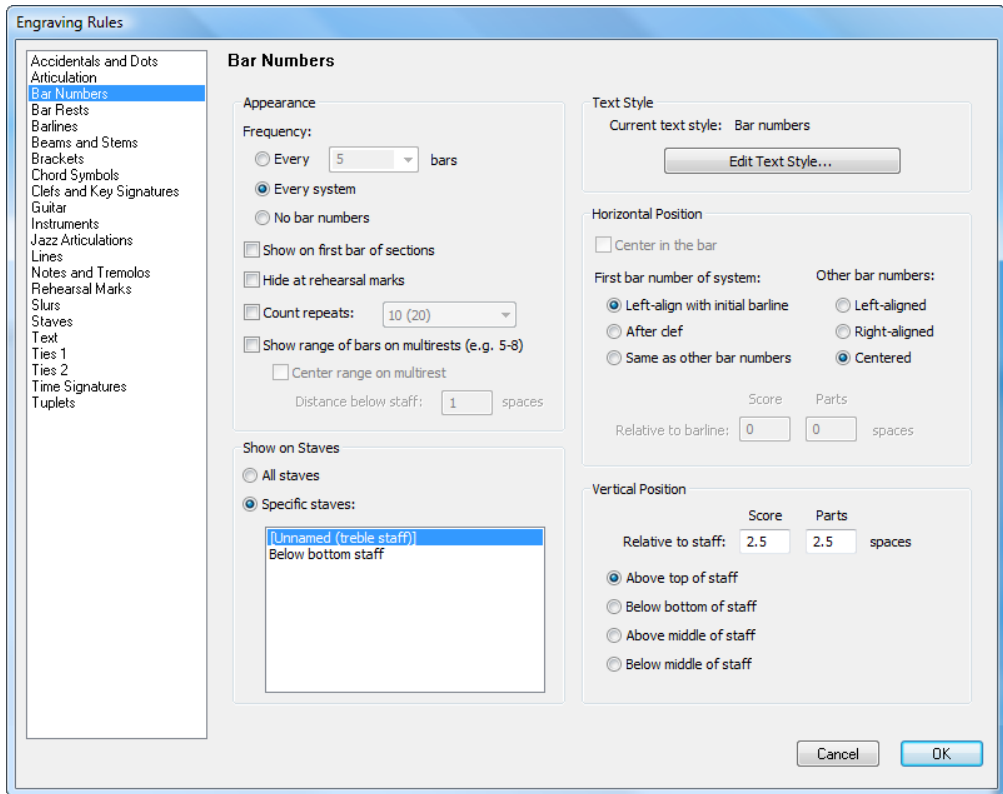 Engraving Rules
Accidentals and Dots
Articulation
Bar Numbers
Bar Rests
Barlines
Beams and Stems
Brackets
Chord Symbols
Clefs and Key Signatures
Guitar
Instruments
Jazz Articulations
Lines
Notes and Tremolos
Rehearsal Marks
Slurs
Staves
Text
Ties 1
Ties 2
Time Signatures
Tuplets
Bar Numbers
Appearance
Frequency:
Every 5 bars
Every system
No bar numbers
Show on first bar of sections
Hide at rehearsal marks
Count repeats: 10 (20)
Show range of bars on multirests (e.g. 5-8)
Center range on multirest
Distance below staff: 1 spaces
Show on Staves
All staves
Specific staves:
[Unnamed (treble staff)]
Below bottom staff
Text Style
Current text style: Bar numbers
Edit Text Style...
Horizontal Position
Center in the bar
First bar number of system:
Left-align with initial barline
After clef
Same as other bar numbers
Other bar numbers:
Left-aligned
Right-aligned
Centered
Score Parts
Relative to barline: 0 0 spaces
Vertical Position
Score Parts
Relative to staff: 2.5 2.5 spaces
Above top of staff
Below bottom of staff
Above middle of staff
Below middle of staff
Cancel OK